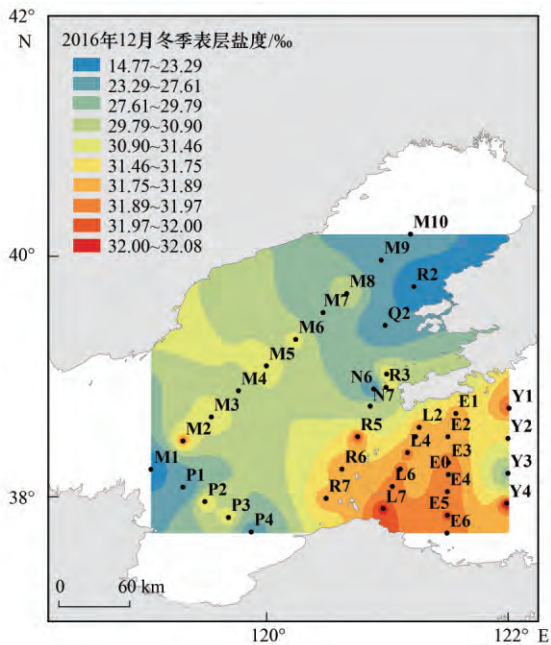 42°
N
2016年12月冬季表层盐度/‰
14.77~23.29
23.29~27.61
27.61~29.79
29.79~30.90
30.90~31.46
31.46~31.75
31.75~31.89
31.89~31.97
31.97~32.00
32.00~32.08
M10
40°
M9
R2
M8
M7
Q2
M6
M5
R3
N6
M4
N7
E1
Y1
M3
L2
R5
M2
E2
Y2
L4
E3
M1
R6
E0
Y3
P1
L6
E4
R7
P2
L7
E5
Y4
38°
P3
P4
E6
0
60 km
120°
122° E